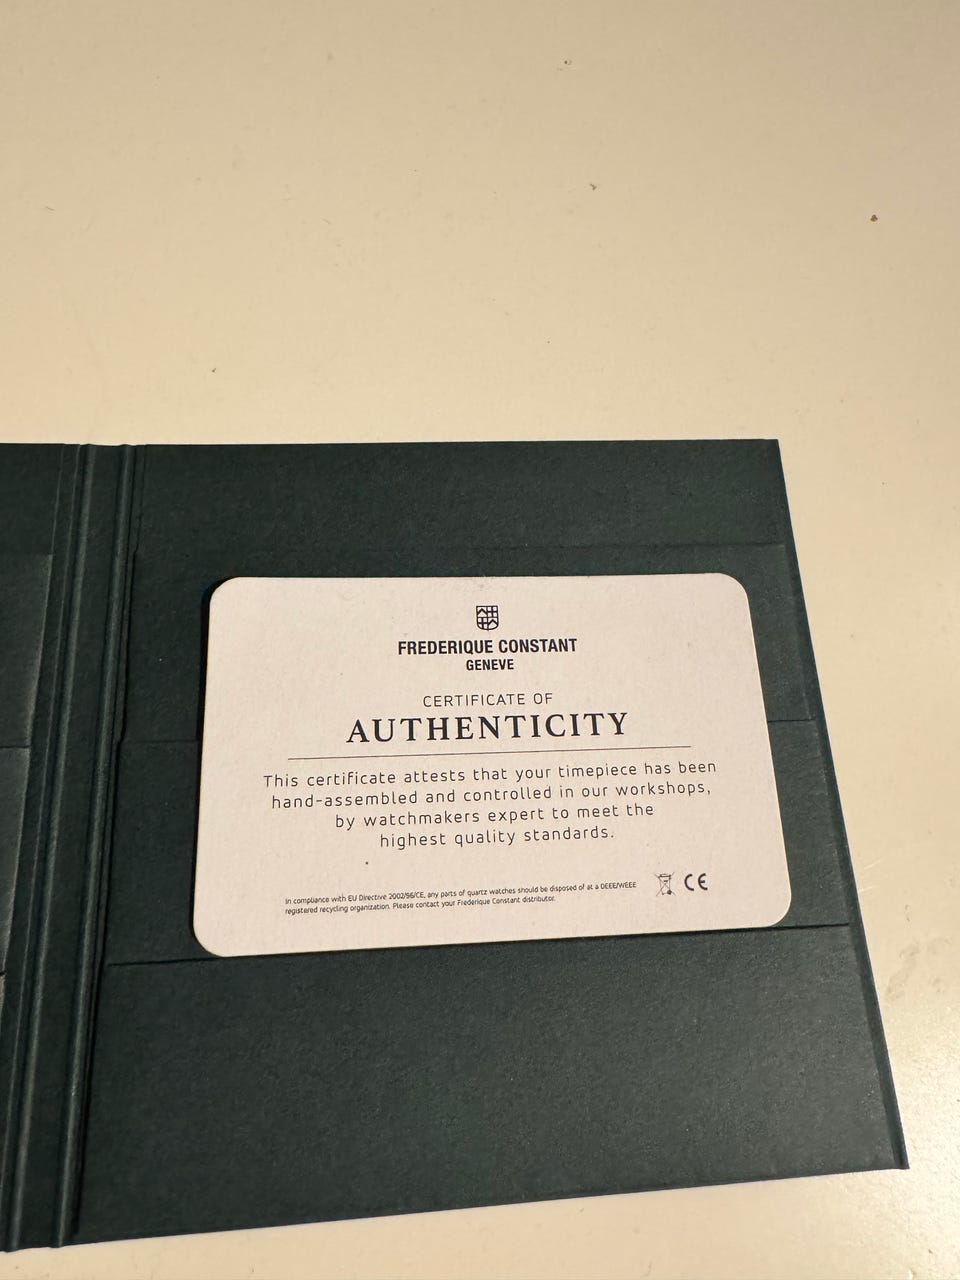 FREDERIQUE CONSTANT
GENEVE
CERTIFICATE OF
AUTHENTICITY
This certificate attests that your timepiece has been
hand-assembled and controlled in our workshops,
by watchmakers expert to meet the
highest quality standards.
In compliance with EU Directive 2002/96/CE, any parts of quartz watches should be disposed of at a DEEE/WEEE
registered recycling organization. Please contact your Frederique Constant distributor.
CE